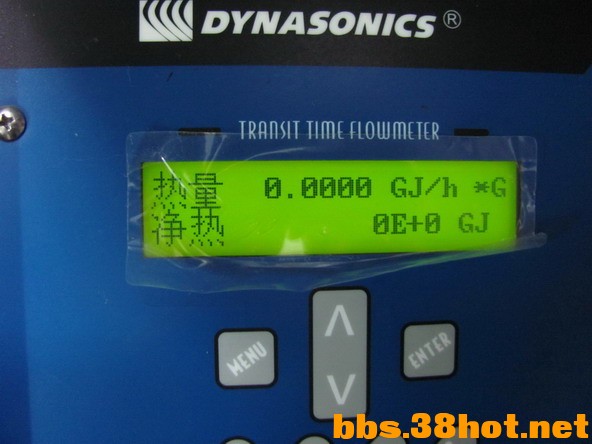 DYNASONICS®
TRANSIT TIME FLOWMETER
热量 0.0000 GJ/h *G
净热 0E+0 GJ
MENU
ENTER
bbs.38hot.net